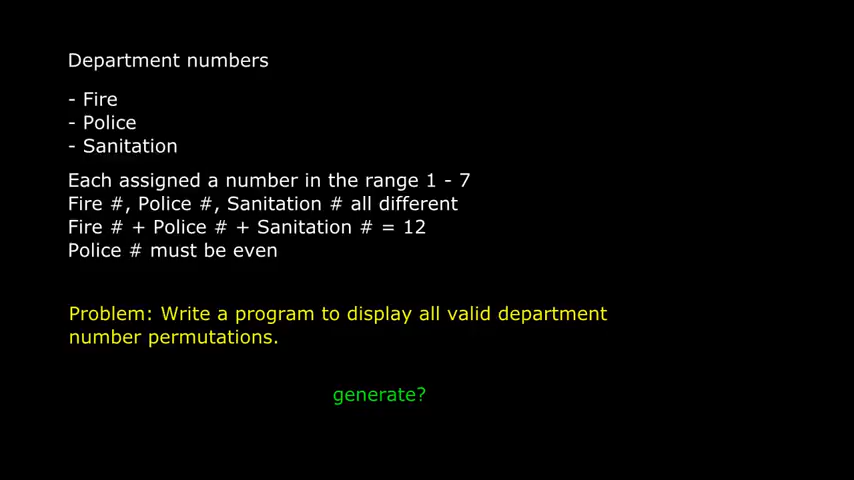 Department numbers
- Fire
- Police
- Sanitation
Each assigned a number in the range 1 - 7
Fire #, Police #, Sanitation # all different
Fire # + Police # + Sanitation # = 12
Police # must be even
Problem: Write a program to display all valid department
number permutations.
generate?